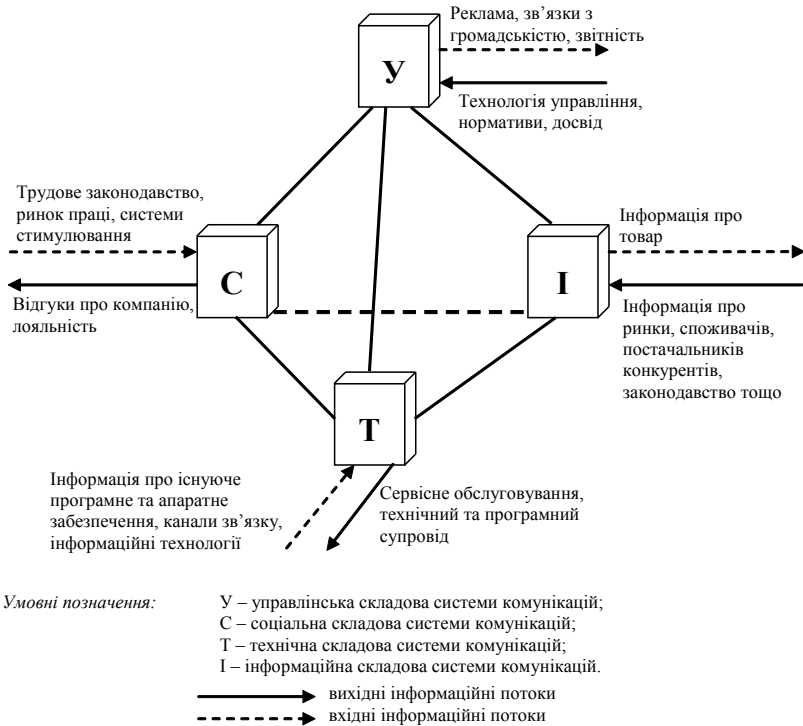 Реклама, зв’язки з
громадськістю, звітність
У
Технологія управління,
нормативи, досвід
Трудове законодавство,
ринок праці, системи
стимулювання
С
Відгуки про компанію,
лояльність
Інформація про
товар
І
Інформація про
ринки, споживачів,
постачальників
конкурентів,
законодавство тощо
Т
Інформація про існуюче
програмне та апаратне
забезпечення, канали зв’язку,
інформаційні технології
Сервісне обслуговування,
технічний та програмний
супровід
Умовні позначення:
У – управлінська складова системи комунікацій;
С – соціальна складова системи комунікацій;
Т – технічна складова системи комунікацій;
І – інформаційна складова системи комунікацій.
вихідні інформаційні потоки
вхідні інформаційні потоки